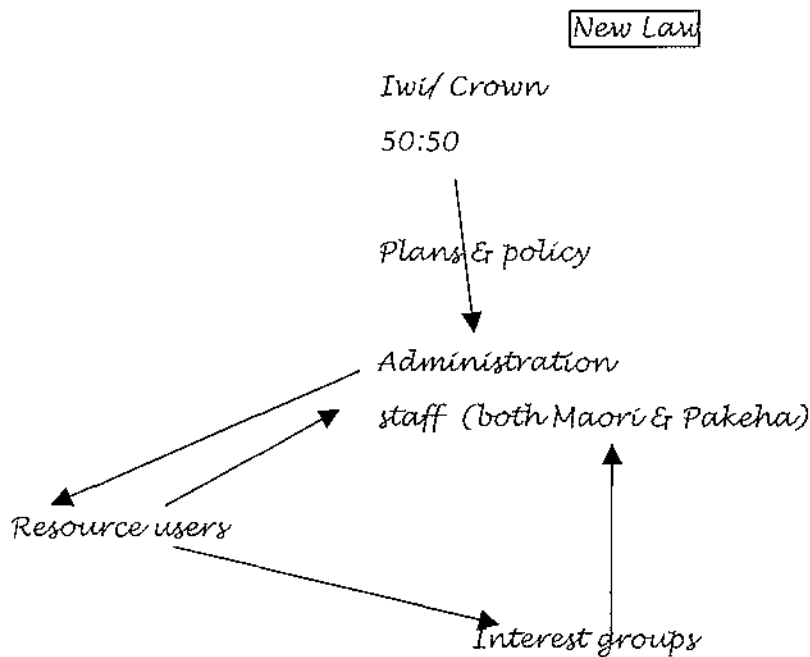 New Law
Iwi/ Crown
50:50
Plans & policy
Administration
staff (both Maori & Pakeha)
Resource users
Interest groups